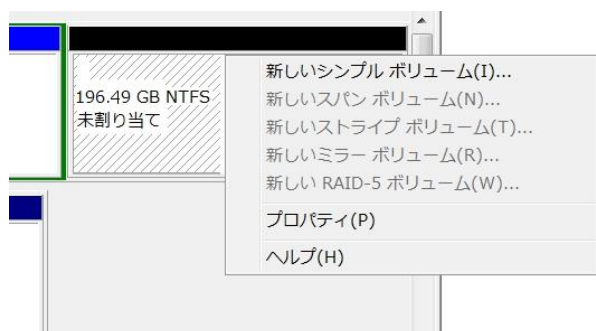 196.49 GB NTFS
未割り当て
新しいシンプル ボリューム(I)...
新しいスパン ボリューム(N)...
新しいストライプ ボリューム(T)...
新しいミラー ボリューム(R)...
新しい RAID-5 ボリューム(W)...
プロパティ(P)
ヘルプ(H)